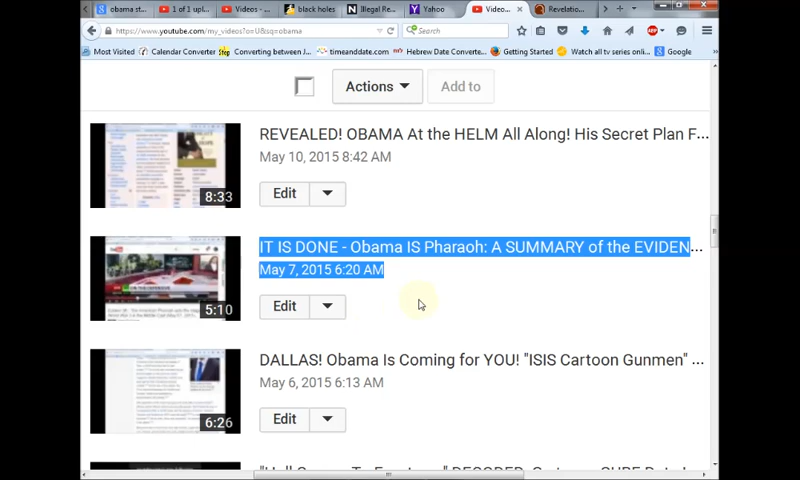 obama st...
1 of 1 upl...
Videos - ...
black holes
Illegal Re...
Yahoo
Video...
Revelatio...
https://www.youtube.com/my_videos?o=U&sq=obama
Search
Most Visited
Calendar Converter
Converting between J...
timeanddate.com
Hebrew Date Converte...
Getting Started
Watch all tv series onli...
Google
Actions
Add to
REVEALED! OBAMA At the HELM All Along! His Secret Plan F...
May 10, 2015 8:42 AM
8:33
Edit
IT IS DONE - Obama IS Pharaoh: A SUMMARY of the EVIDEN...
May 7, 2015 6:20 AM
5:10
Edit
DALLAS! Obama Is Coming for YOU! "ISIS Cartoon Gunmen" ...
May 6, 2015 6:13 AM
6:26
Edit